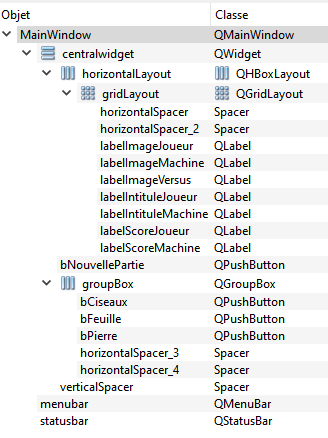 Objet Classe
MainWindow QMainWindow
centralwidget QWidget
horizontalLayout QHBoxLayout
gridLayout QGridLayout
horizontalSpacer Spacer
horizontalSpacer_2 Spacer
labelImageJoueur QLabel
labelImageMachine QLabel
labelImageVersus QLabel
labelIntituleJoueur QLabel
labelIntituleMachine QLabel
labelScoreJoueur QLabel
labelScoreMachine QLabel
bNouvellePartie QPushButton
groupBox QGroupBox
bCiseaux QPushButton
bFeuille QPushButton
bPierre QPushButton
horizontalSpacer_3 Spacer
horizontalSpacer_4 Spacer
verticalSpacer Spacer
menubar QMenuBar
statusbar QStatusBar